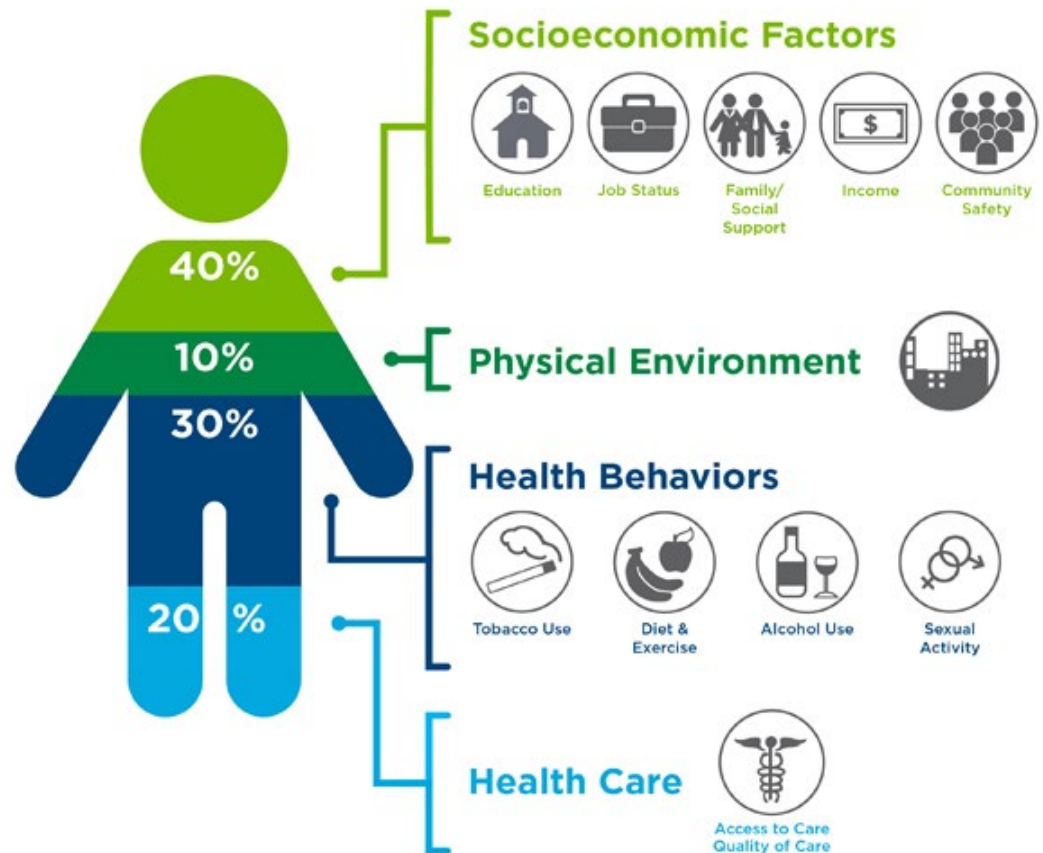 Socioeconomic Factors
$
Education
Job Status
Family/
Social
Support
Income
Community
Safety
40%
10%
Physical Environment
30%
Health Behaviors
Tobacco Use
Diet &
Exercise
Alcohol Use
Sexual
Activity
20 %
Health Care
Access to Care
Quality of Care